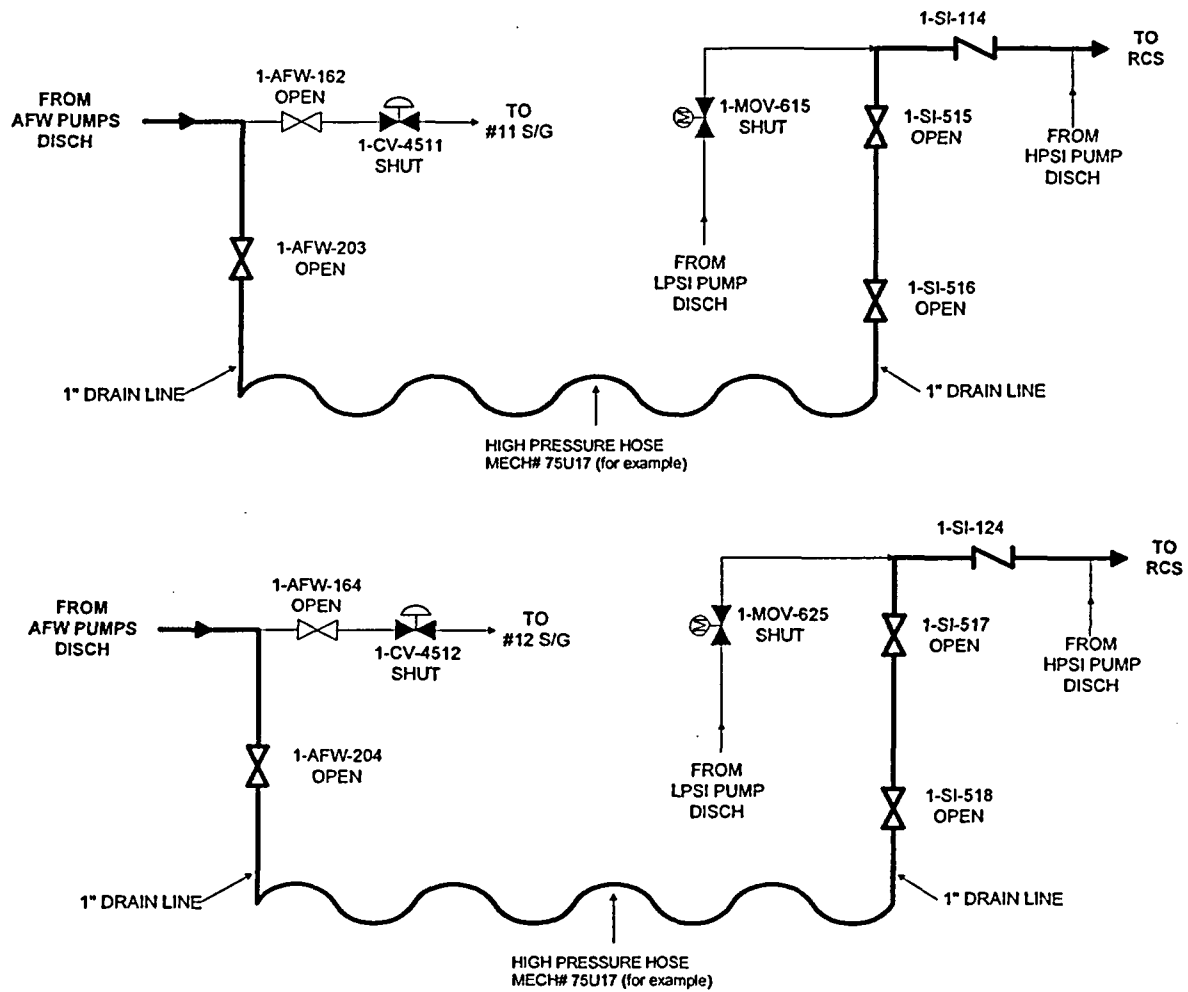 1-SI-114
TO
RCS
1-AFW-162
OPEN
FROM
AFW PUMPS
DISCH
TO
#11 S/G
1-CV-4511
SHUT
M
1-MOV-615
SHUT
1-SI-515
OPEN
FROM
HPSI PUMP
DISCH
1-AFW-203
OPEN
FROM
LPSI PUMP
DISCH
1-SI-516
OPEN
1" DRAIN LINE
1" DRAIN LINE
HIGH PRESSURE HOSE
MECH# 75U17 (for example)
1-SI-124
TO
RCS
1-AFW-164
OPEN
FROM
AFW PUMPS
DISCH
TO
#12 S/G
1-CV-4512
SHUT
M
1-MOV-625
SHUT
1-SI-517
OPEN
FROM
HPSI PUMP
DISCH
1-AFW-204
OPEN
FROM
LPSI PUMP
DISCH
1-SI-518
OPEN
1" DRAIN LINE
1" DRAIN LINE
HIGH PRESSURE HOSE
MECH# 75U17 (for example)